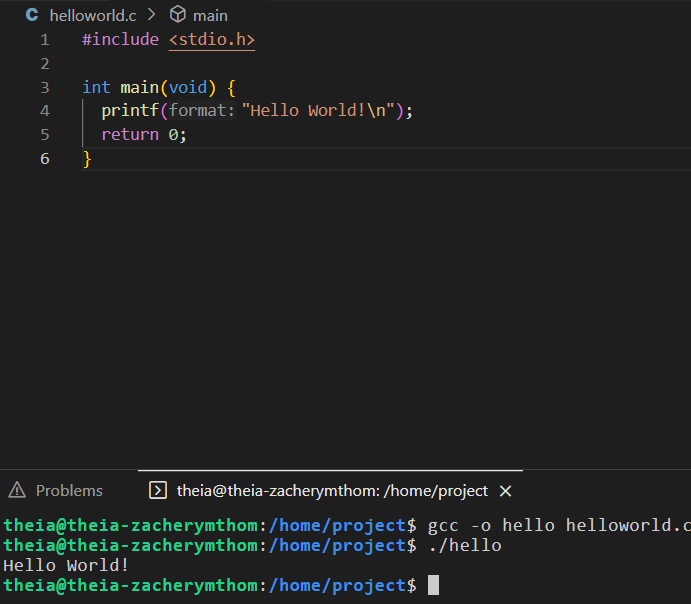 C helloworld.c > main
1 #include <stdio.h>
2
3 int main(void) {
4 printf(format: "Hello World!\n");
5 return 0;
6 }
Problems theia@theia-zacherymthom: /home/project ×
theia@theia-zacherymthom:/home/project$ gcc -o hello helloworld.c
theia@theia-zacherymthom:/home/project$ ./hello
Hello World!
theia@theia-zacherymthom:/home/project$